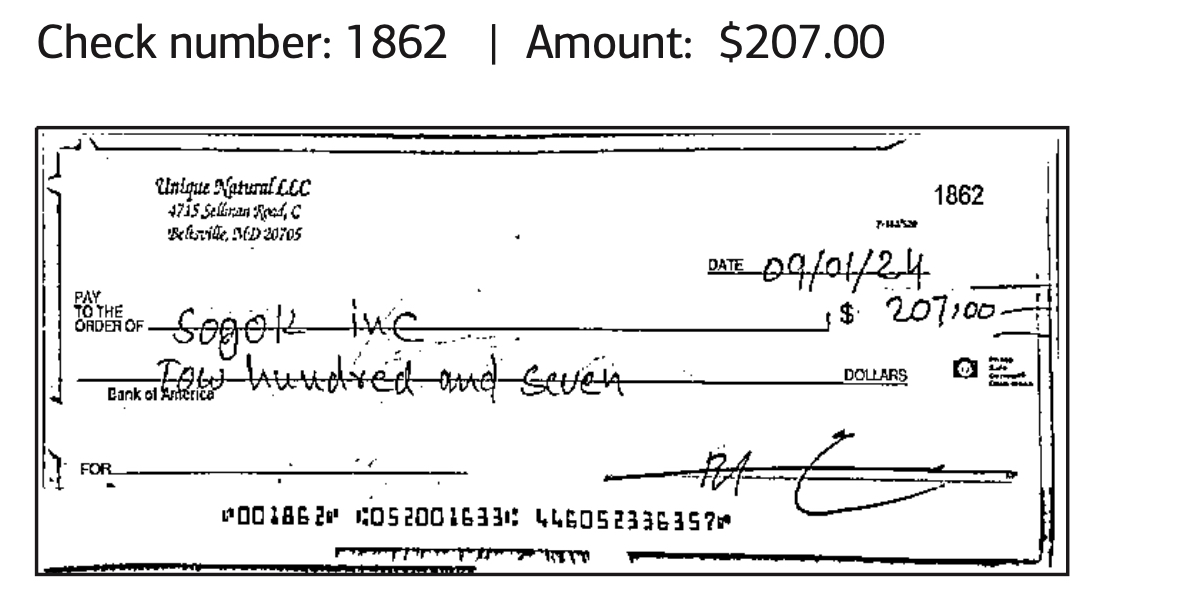 Check number: 1862 | Amount: $207.00
Unique Natural LLC
4715 Sellman Road, C
Beltsville, MD 20705
1862
DATE 09/01/24
PAY
TO THE
ORDER OF Sogok inc $ 207,00
Tow hundred and seven DOLLARS
Bank of America
FOR
⑈001862⑈ ⑆052001633⑆ 446052336357⑈